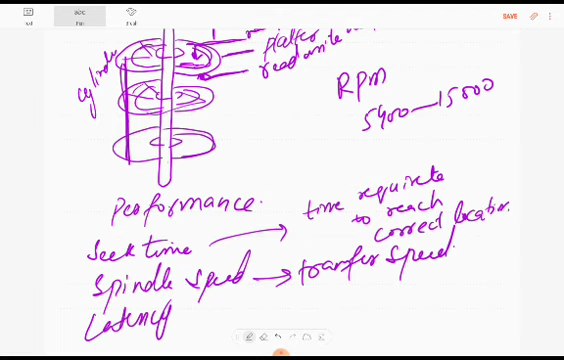 SAVE
platter
read write
cylinder
RPM
5400 – 15000
Performance.
Seek time → time requirete
to reach
correct location.
Spindle speed → transfer speed
Latency